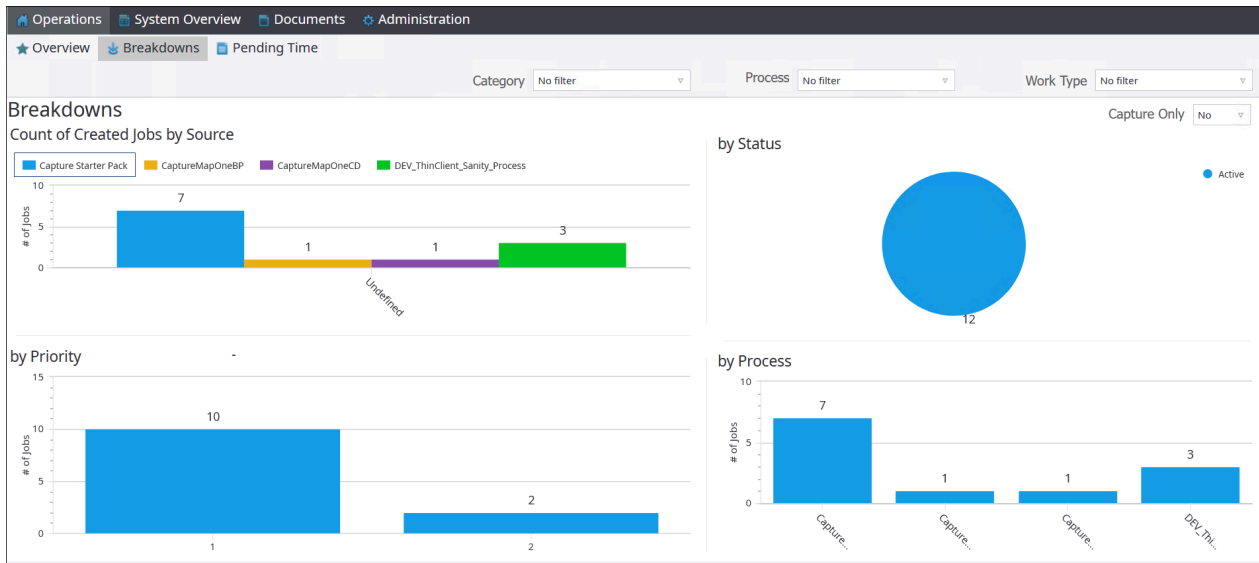 Operations System Overview Documents Administration
Overview Breakdowns Pending Time
Category No filter Process No filter Work Type No filter
Breakdowns
Capture Only No
Count of Created Jobs by Source
Capture Starter Pack CaptureMapOneBP CaptureMapOneCD DEV_ThinClient_Sanity_Process
# of Jobs
10
5
0
7
1
1
3
Undefined
by Status
Active
12
by Priority
-
# of Jobs
15
10
5
0
10
2
1
2
by Process
# of Jobs
10
5
0
7
1
1
3
Capture...
Capture...
Capture...
DEV_Thi...